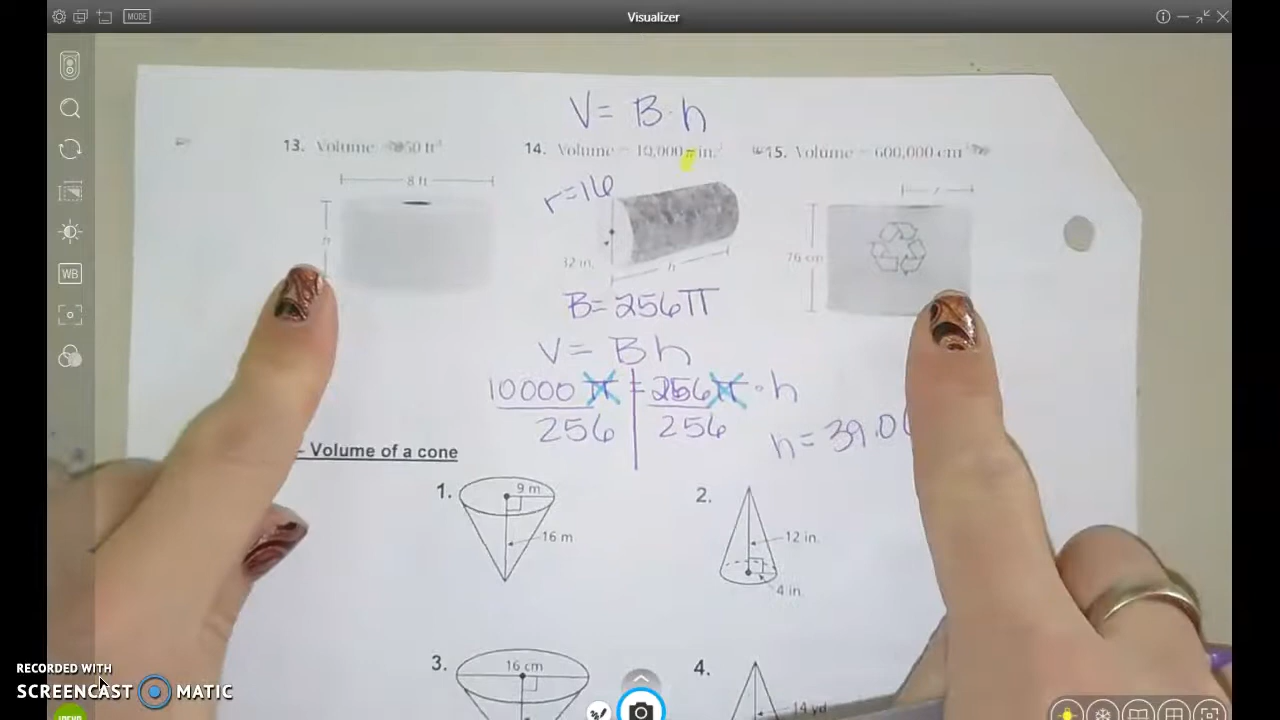 Visualizer
MODE
WB
V = B · h
13. Volume 50 ft³
14. Volume = 10,000π in.³
15. Volume = 600,000 cm³
8 ft
h
r=16
32 in.
h
76 cm
r
B = 256π
V = B h
10000 π = 256 π · h
256 256
h = 39.0
- Volume of a cone
1. 9 m
16 m
2. 12 in.
4 in.
3. 16 cm
4. 14 yd
RECORDED WITH
SCREENCAST MATIC